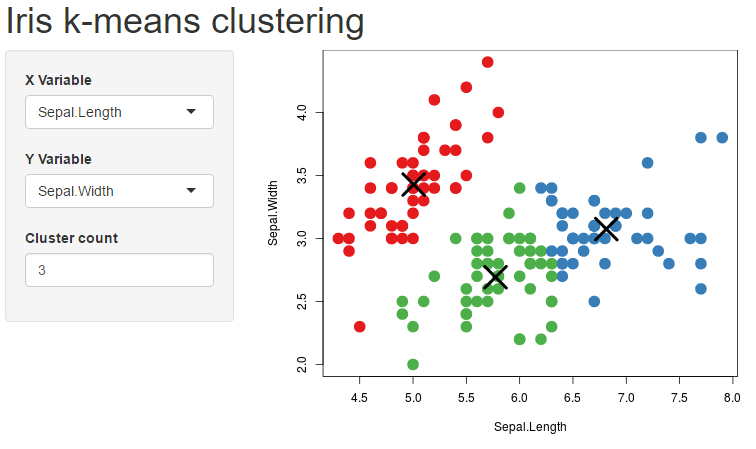 Iris k-means clustering
X Variable
Sepal.Length
Y Variable
Sepal.Width
Cluster count
3
Sepal.Width
4.0
3.5
3.0
2.5
2.0
4.5 5.0 5.5 6.0 6.5 7.0 7.5 8.0
Sepal.Length